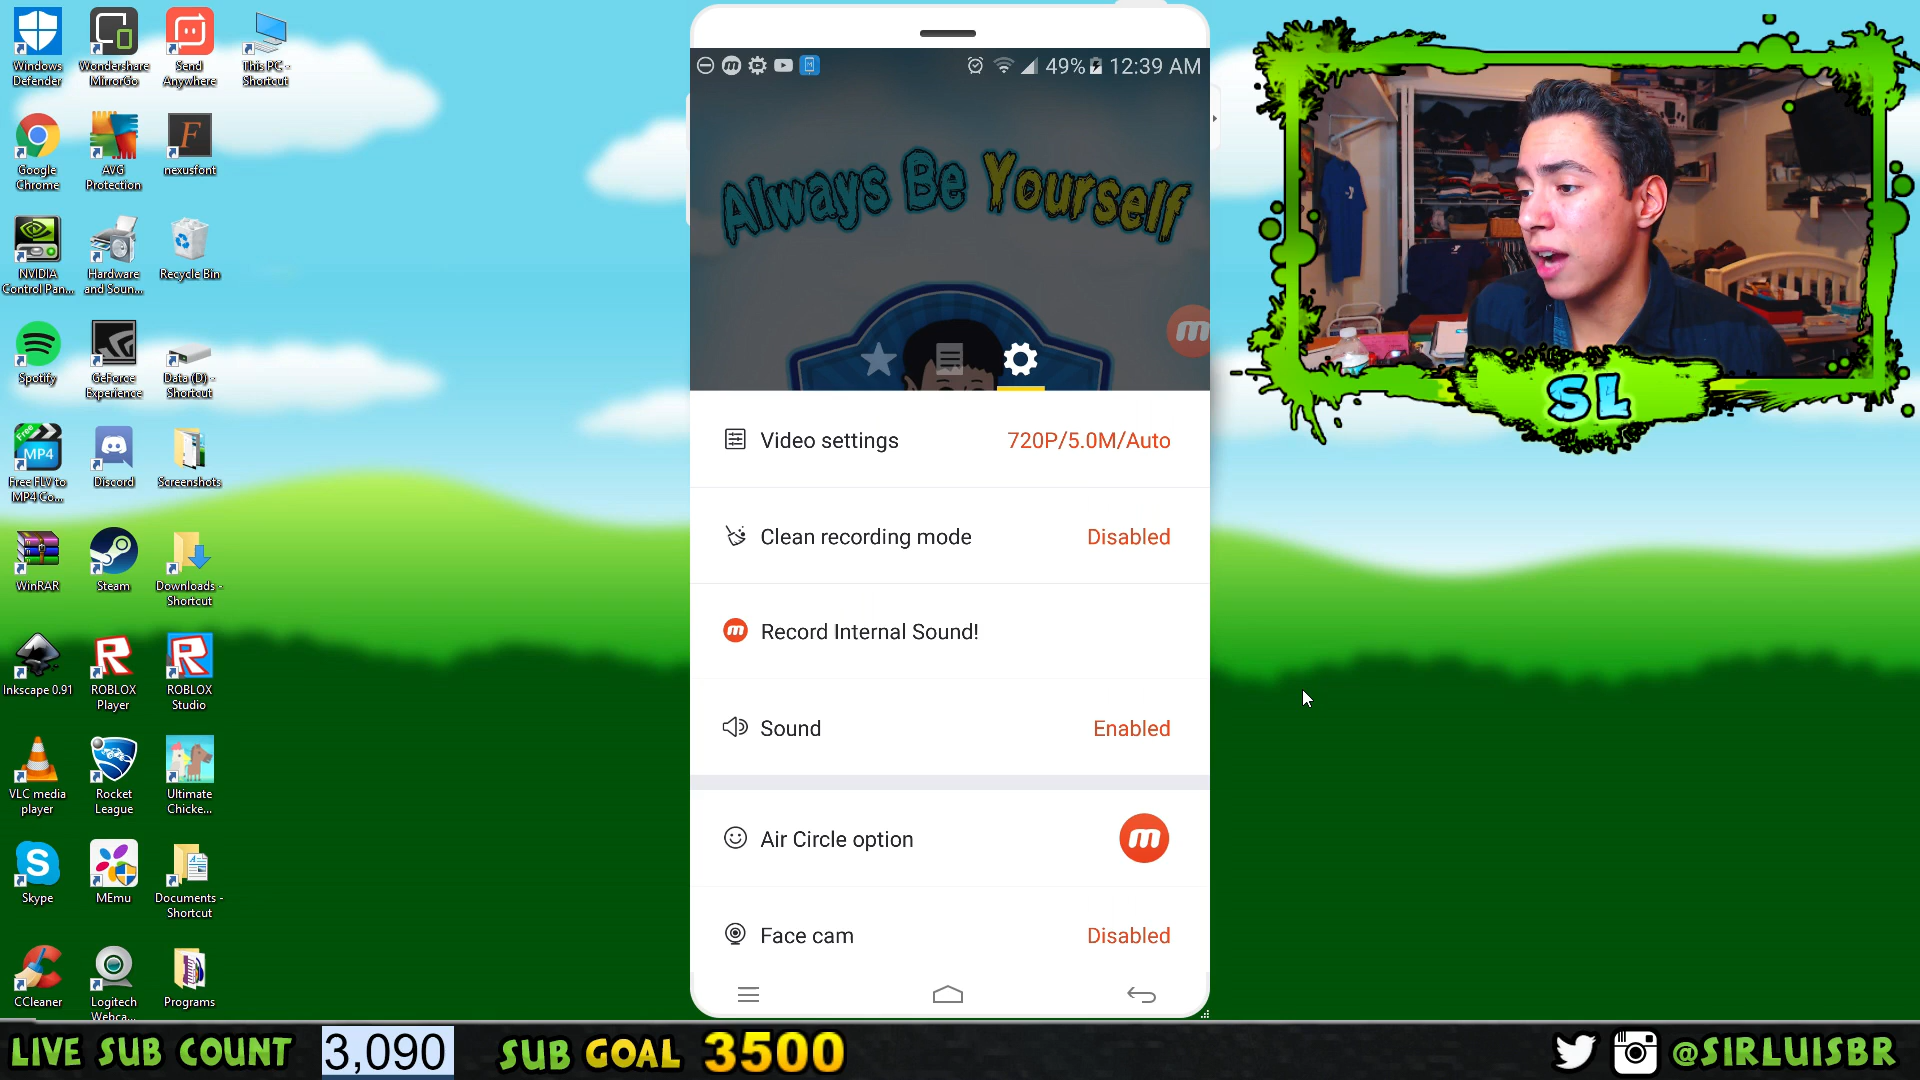 Windows Defender
Wondershare MirrorGo
Send Anywhere
This PC - Shortcut
Google Chrome
AVG Protection
F
nexusfont
NVIDIA Control Pan...
Hardware and Soun...
Recycle Bin
Spotify
GeForce Experience
Data (D) - Shortcut
Free
MP4
Free FLV to MP4 Co...
Discord
Screenshots
WinRAR
Steam
Downloads - Shortcut
Inkscape 0.91
ROBLOX Player
ROBLOX Studio
VLC media player
Rocket League
Ultimate Chicke...
Skype
MEmu
Documents - Shortcut
CCleaner
Logitech Webca...
Programs
49% 12:39 AM
Always Be Yourself
m
Video settings 720P/5.0M/Auto
Clean recording mode Disabled
m Record Internal Sound!
Sound Enabled
Air Circle option m
Face cam Disabled
SL
LIVE SUB COUNT 3,090 SUB GOAL 3500 @SIRLUISBR